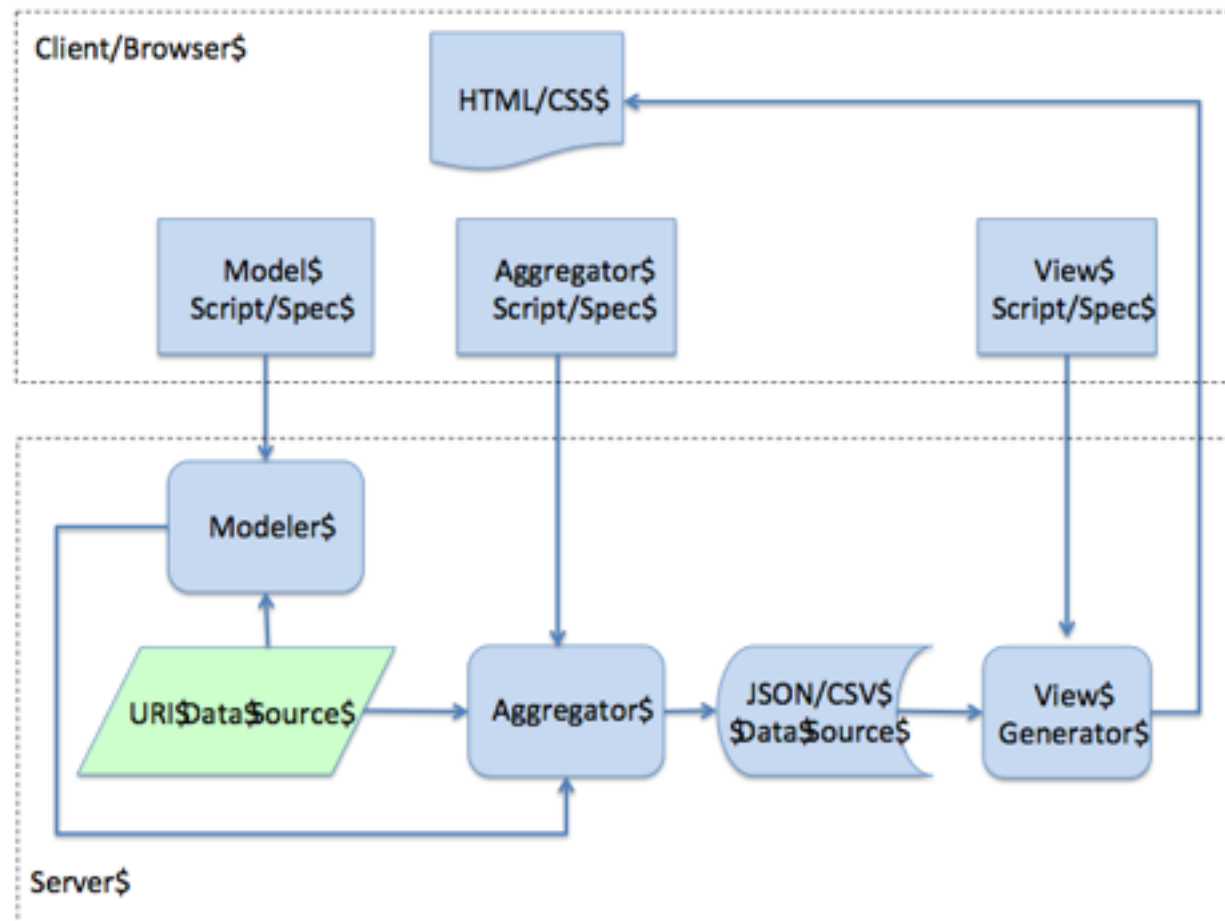 Client/Browser$
HTML/CSS$
Model$
Script/Spec$
Aggregator$
Script/Spec$
View$
Script/Spec$
Modeler$
URI$Data$Source$
Aggregator$
JSON/CSV$
$Data$Source$
View$
Generator$
Server$